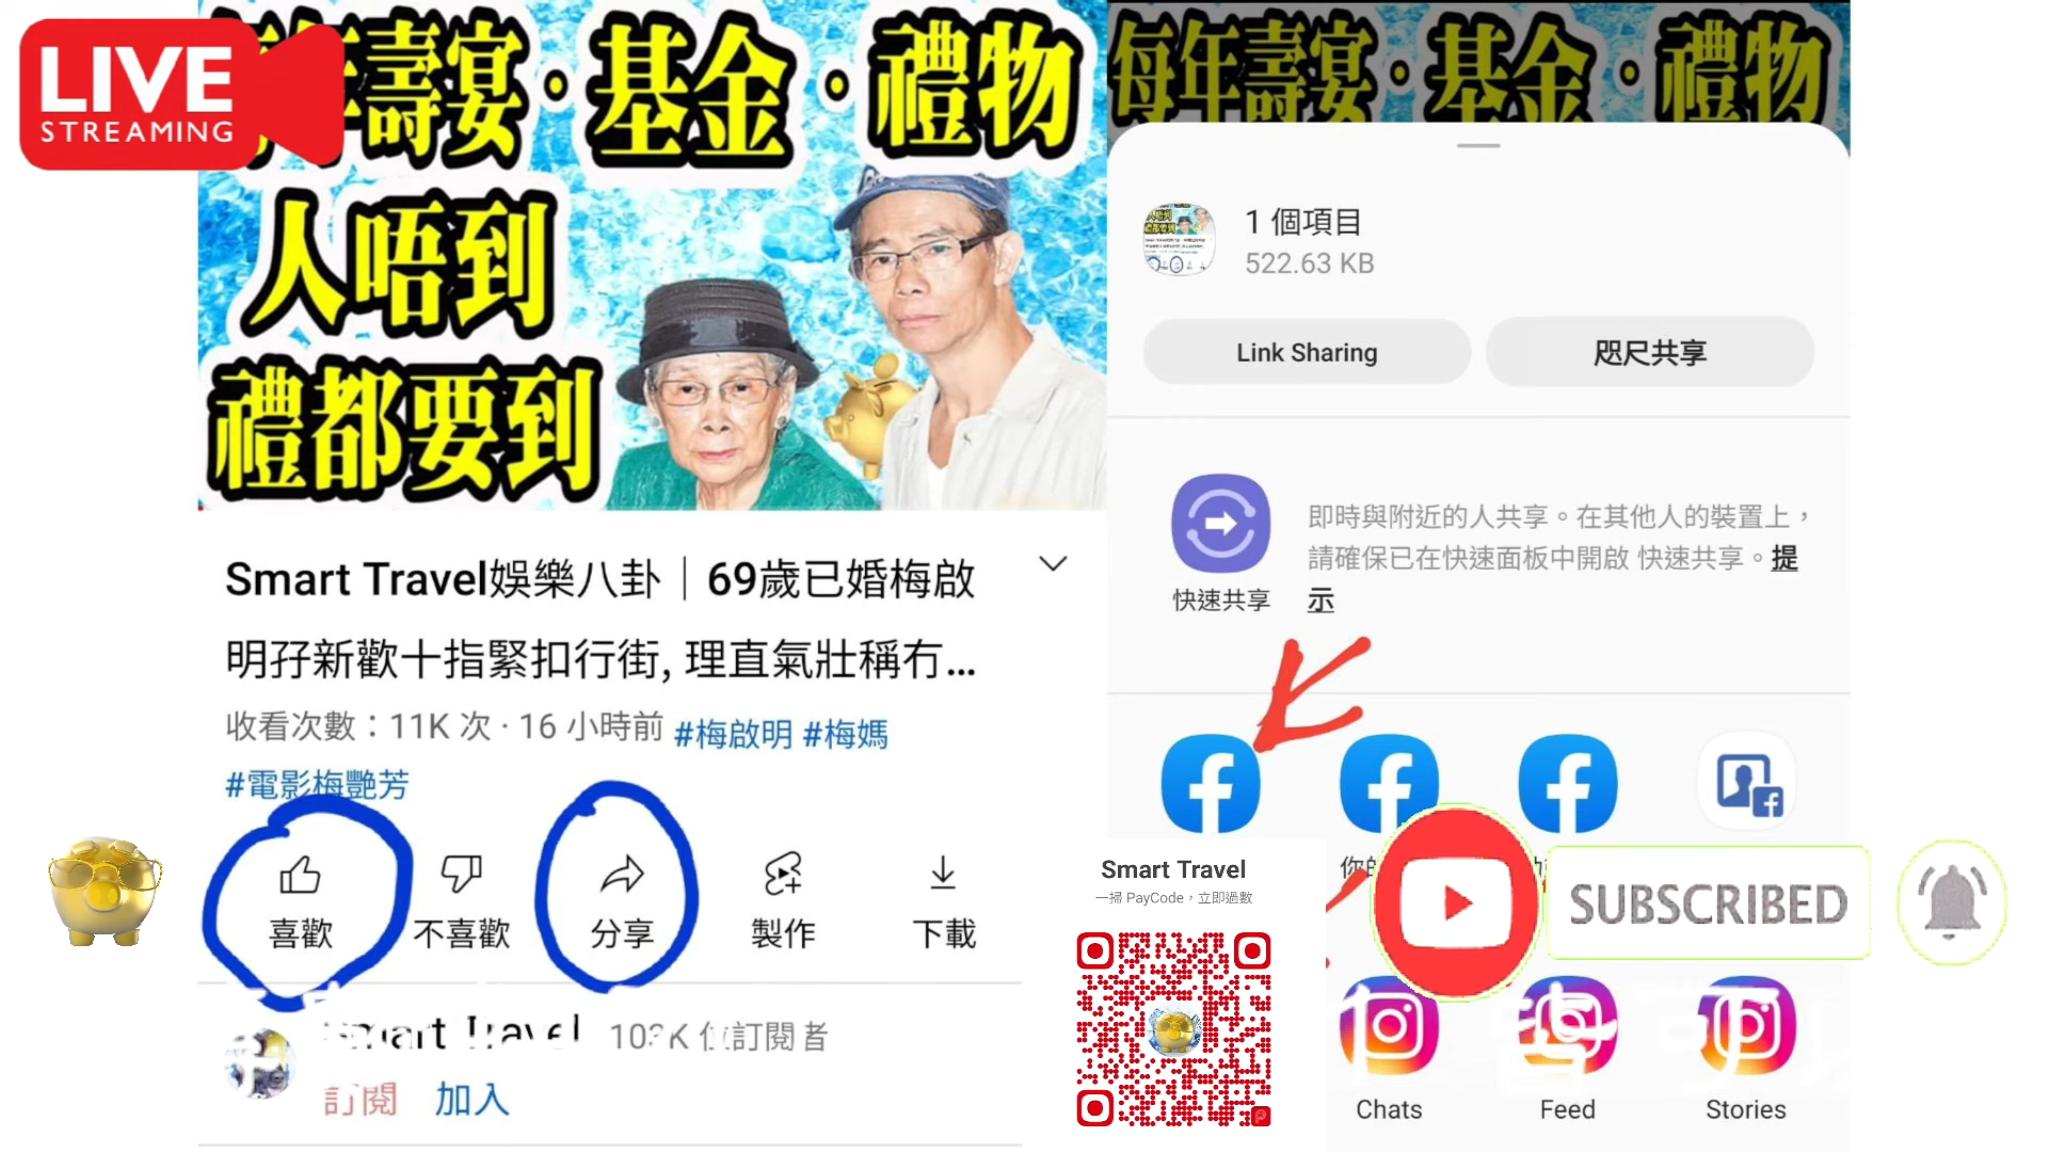 LIVE
STREAMING
年壽宴·基金·禮物
人唔到
禮都要到
Smart Travel娛樂八卦｜69歲已婚梅啟
明孖新歡十指緊扣行街, 理直氣壯稱冇...
收看次數：11K 次 · 16 小時前 #梅啟明 #梅媽
#電影梅艷芳
喜歡
不喜歡
分享
製作
下載
Smart Travel
訂閱者
訂閱
加入
每年壽宴·基金·禮物
1 個項目
522.63 KB
Link Sharing
咫尺共享
即時與附近的人共享。在其他人的裝置上，
請確保已在快速面板中開啟 快速共享。提
示
快速共享
Smart Travel
一掃 PayCode，立即過數
SUBSCRIBED
Chats
Feed
Stories